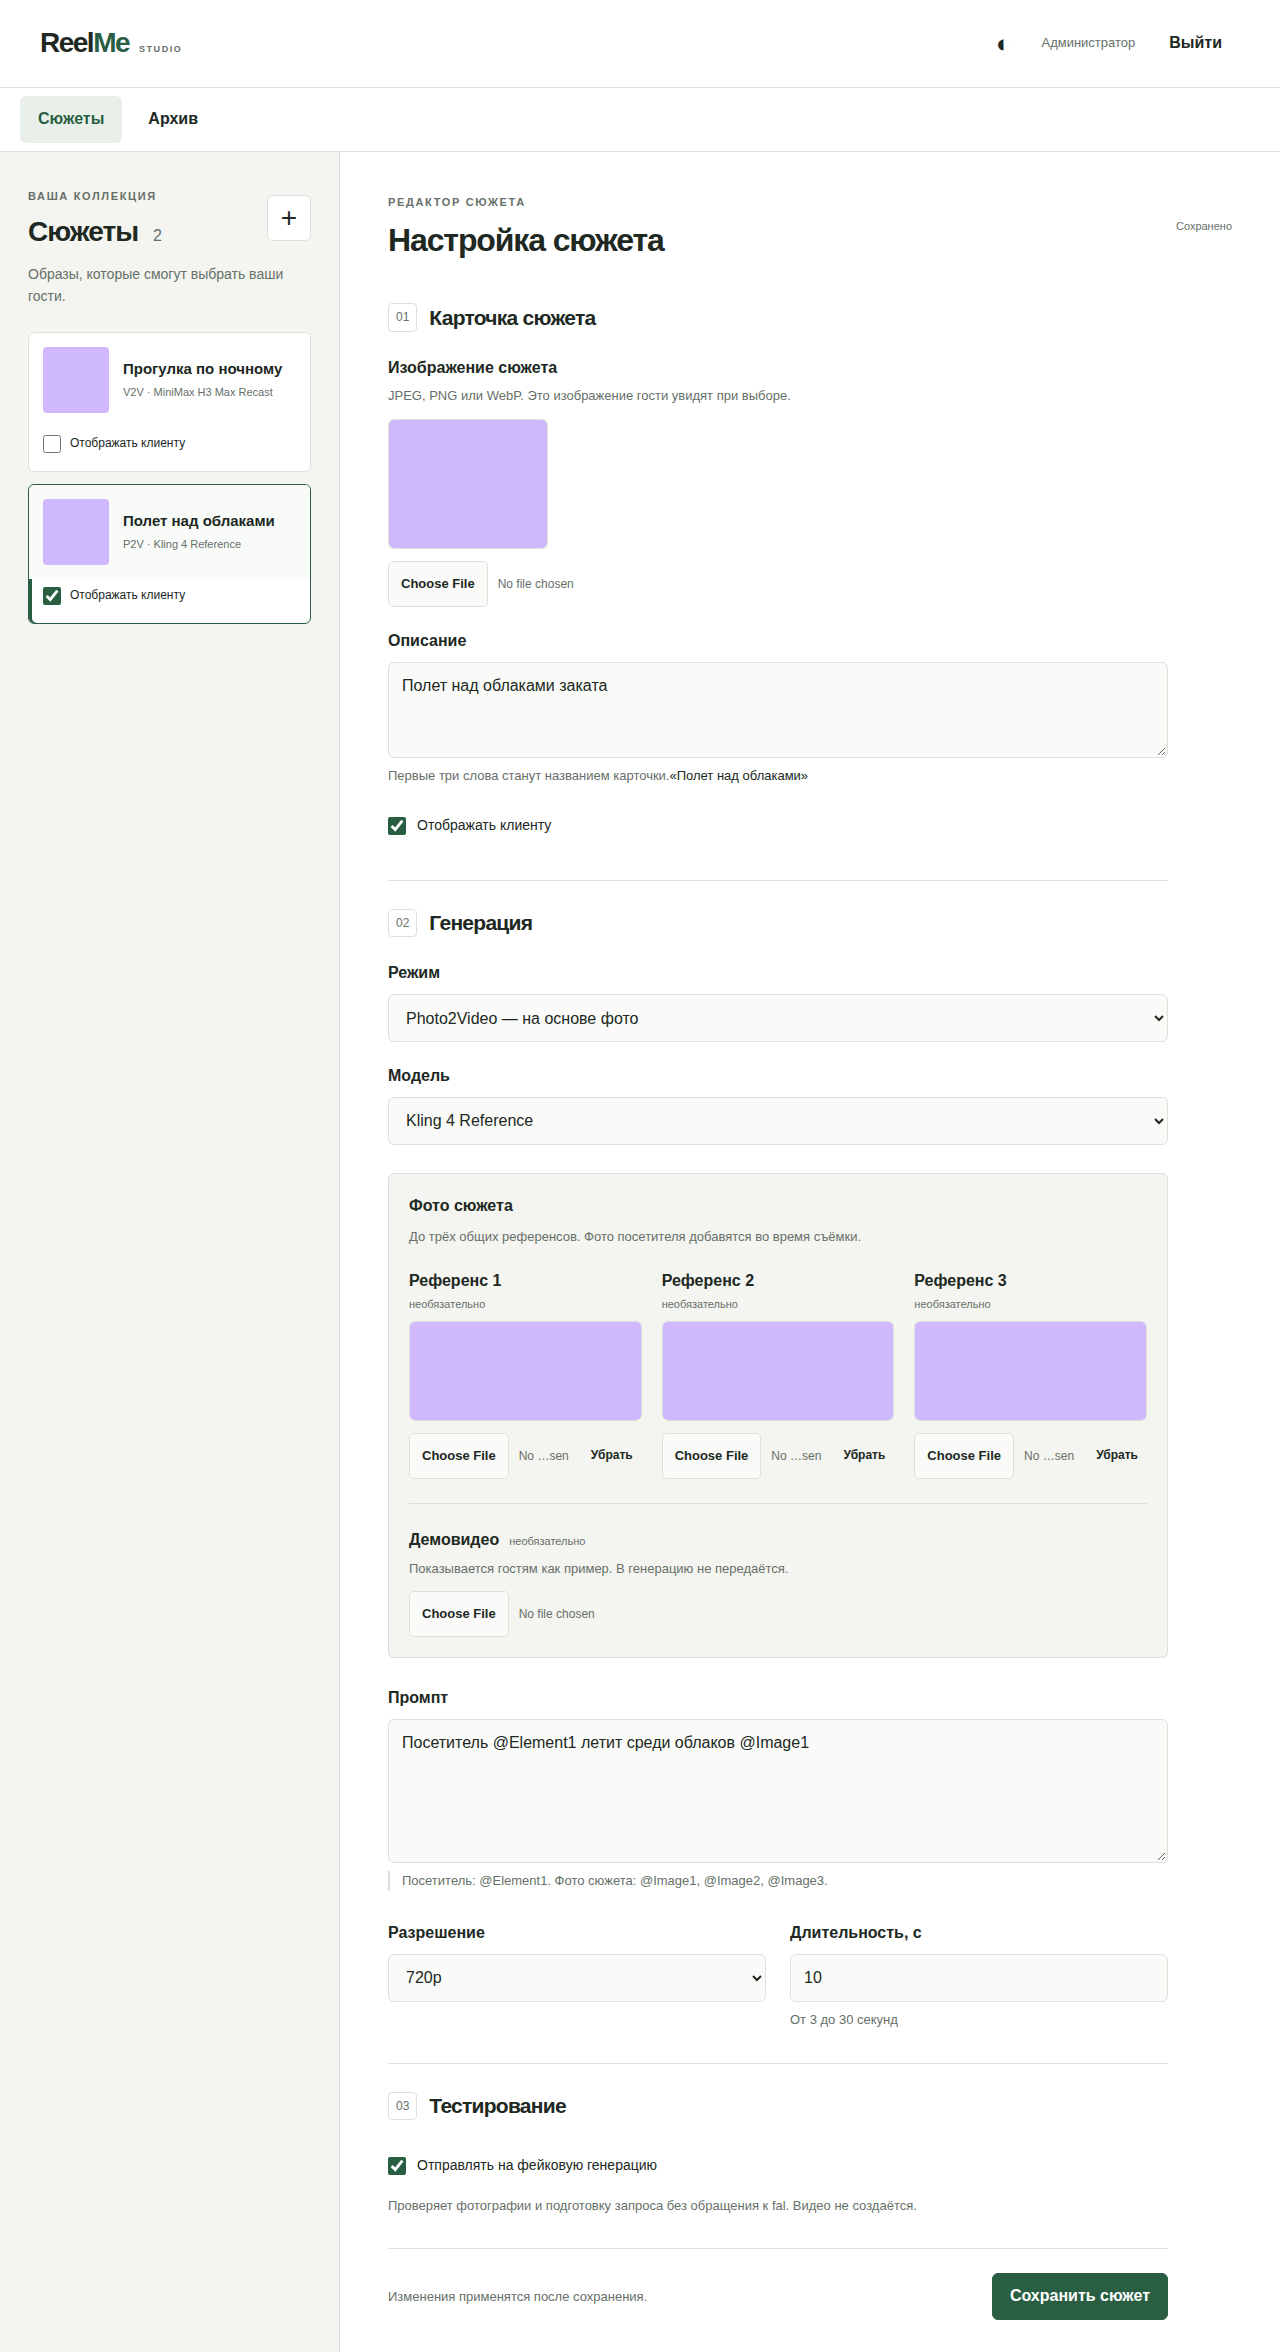 ReelMe STUDIO
Администратор
Выйти
Сюжеты
Архив
ВАША КОЛЛЕКЦИЯ
Сюжеты 2
+
Образы, которые смогут выбрать ваши
гости.
Прогулка по ночному
V2V · MiniMax H3 Max Recast
Отображать клиенту
Полет над облаками
P2V · Kling 4 Reference
Отображать клиенту
РЕДАКТОР СЮЖЕТА
Настройка сюжета
Сохранено
01 Карточка сюжета
Изображение сюжета
JPEG, PNG или WebP. Это изображение гости увидят при выборе.
Choose File No file chosen
Описание
Полет над облаками заката
Первые три слова станут названием карточки.«Полет над облаками»
Отображать клиенту
02 Генерация
Режим
Photo2Video — на основе фото
Модель
Kling 4 Reference
Фото сюжета
До трёх общих референсов. Фото посетителя добавятся во время съёмки.
Референс 1 Референс 2 Референс 3
необязательно необязательно необязательно
Choose File No ...sen Убрать Choose File No ...sen Убрать Choose File No ...sen Убрать
Демовидео необязательно
Показывается гостям как пример. В генерацию не передаётся.
Choose File No file chosen
Промпт
Посетитель @Element1 летит среди облаков @Image1
Посетитель: @Element1. Фото сюжета: @Image1, @Image2, @Image3.
Разрешение Длительность, с
720p 10
От 3 до 30 секунд
03 Тестирование
Отправлять на фейковую генерацию
Проверяет фотографии и подготовку запроса без обращения к fal. Видео не создаётся.
Изменения применятся после сохранения.
Сохранить сюжет